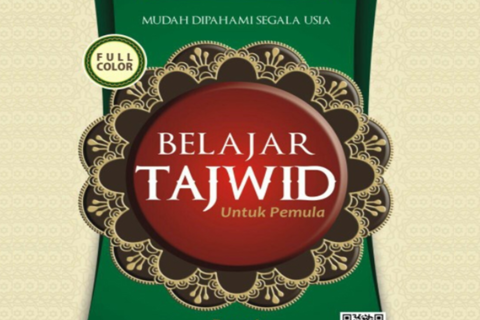 MUDAH DIPAHAMI SEGALA USIA
FULL
COLOR
BELAJAR
TAJWID
Untuk Pemula